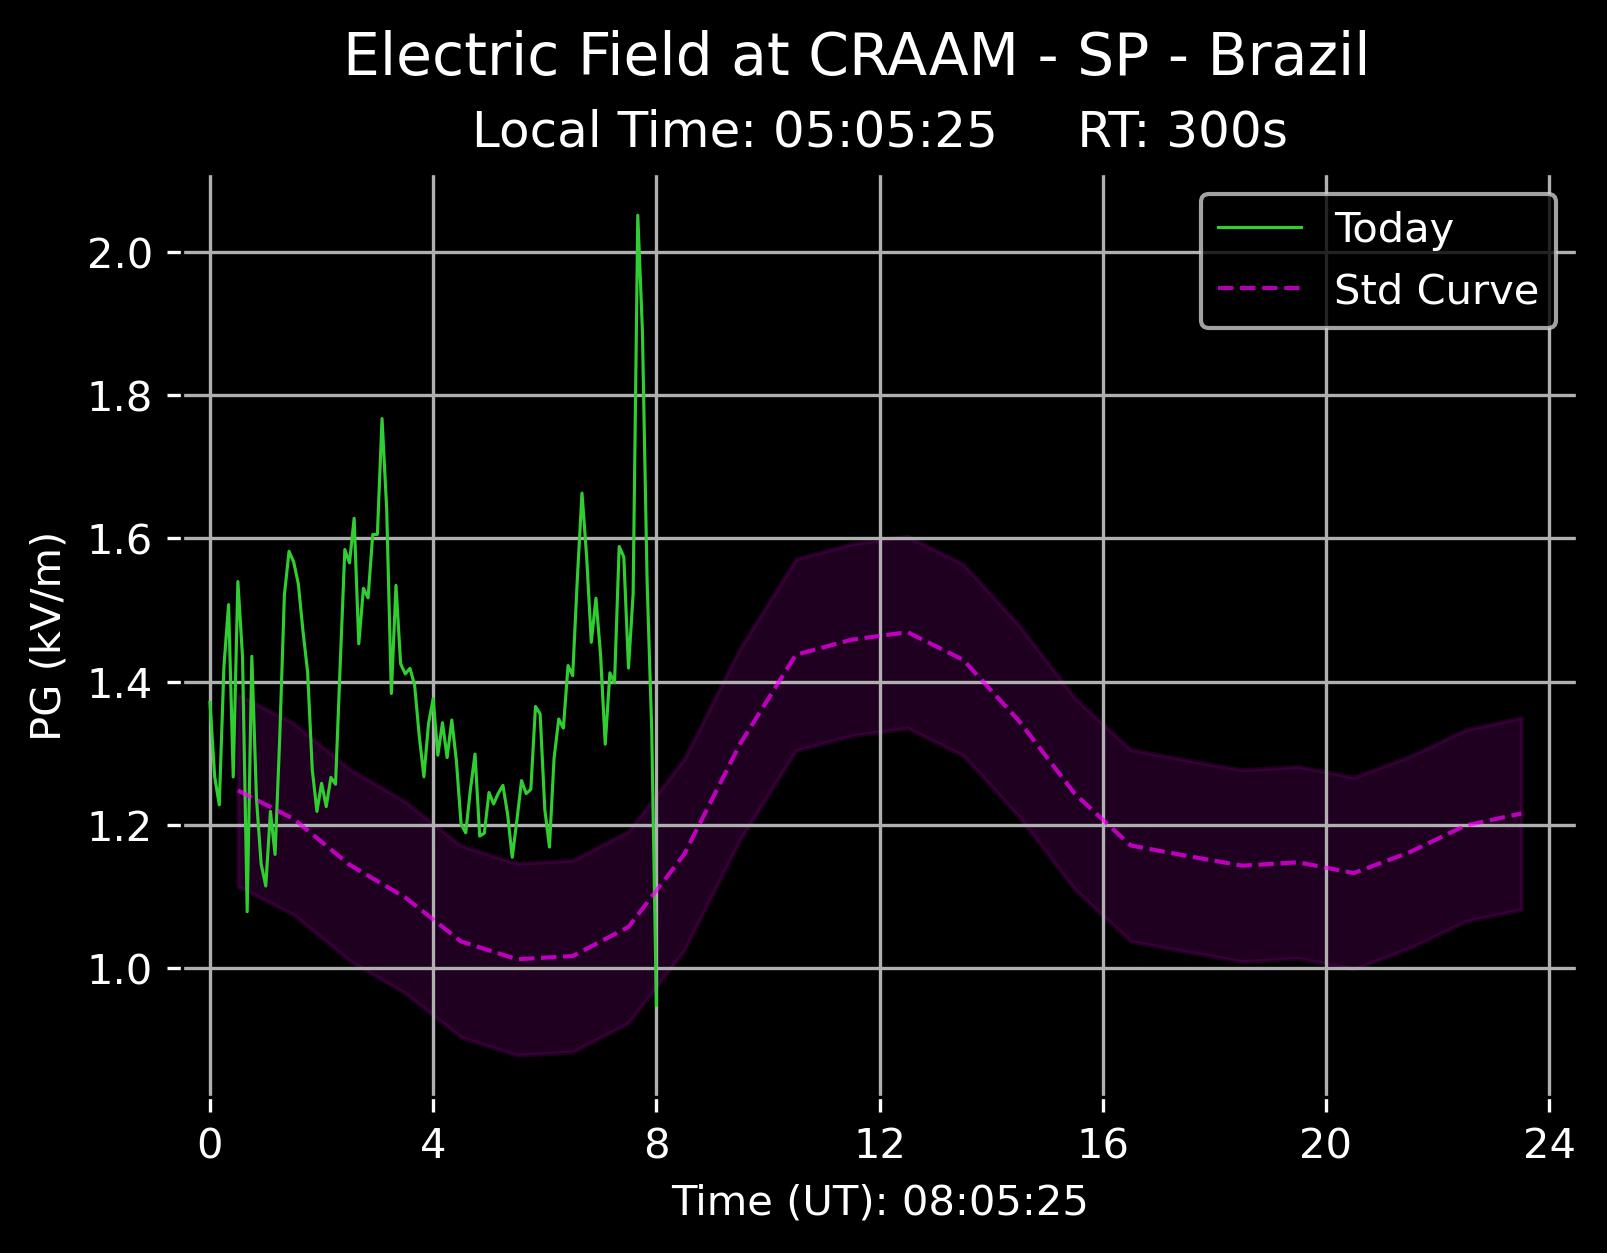 Electric Field at CRAAM - SP - Brazil
Local Time: 05:05:25 RT: 300s
Today
Std Curve
PG (kV/m)
2.0
1.8
1.6
1.4
1.2
1.0
0 4 8 12 16 20 24
Time (UT): 08:05:25